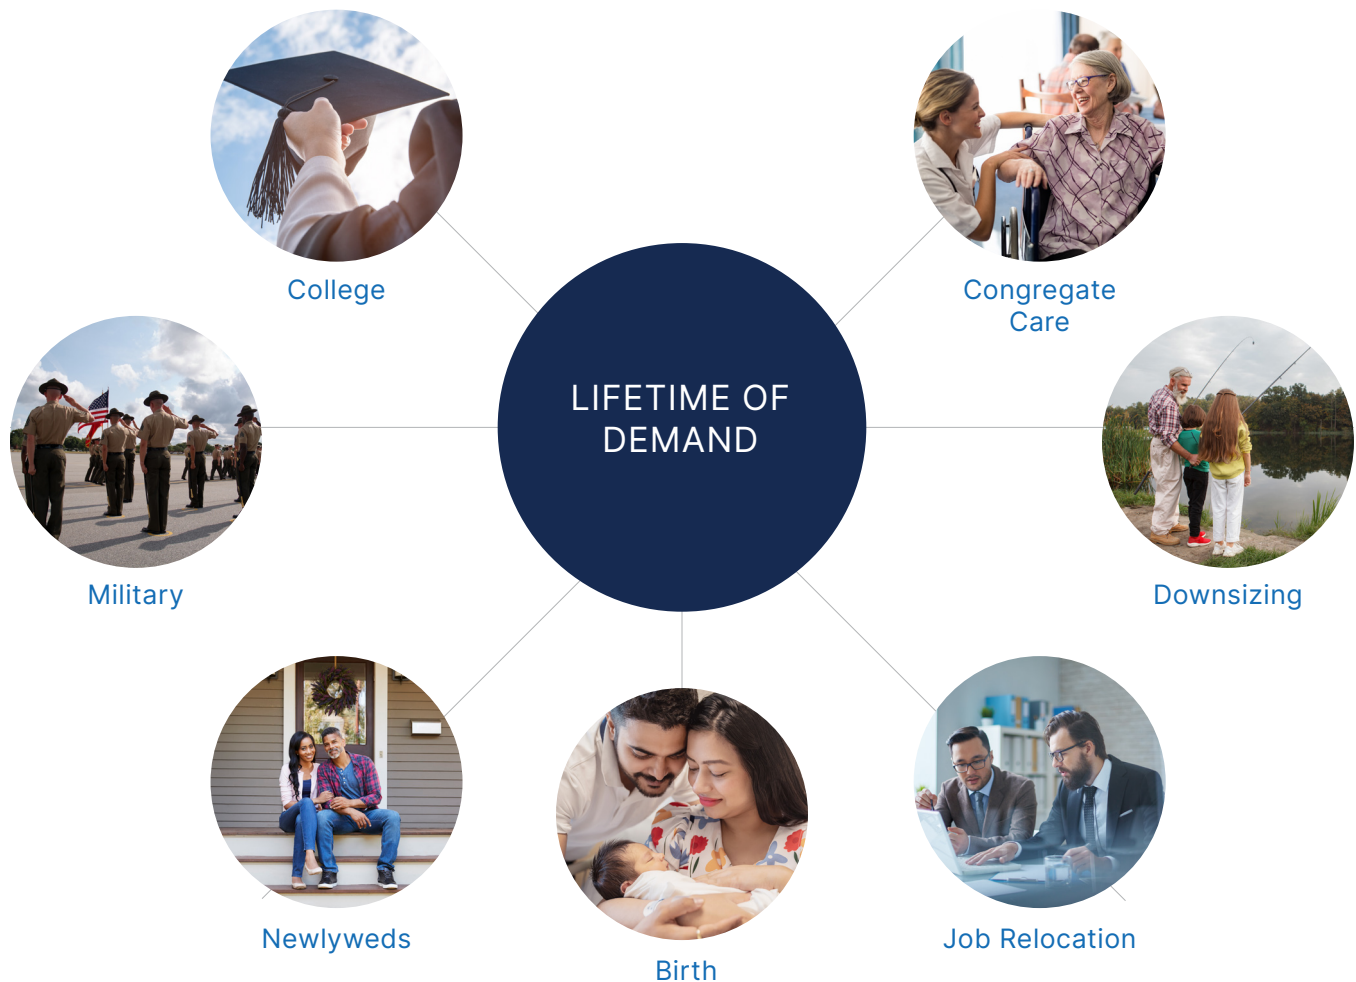 College
Congregate
Care
LIFETIME OF
DEMAND
Military
Downsizing
Newlyweds
Birth
Job Relocation